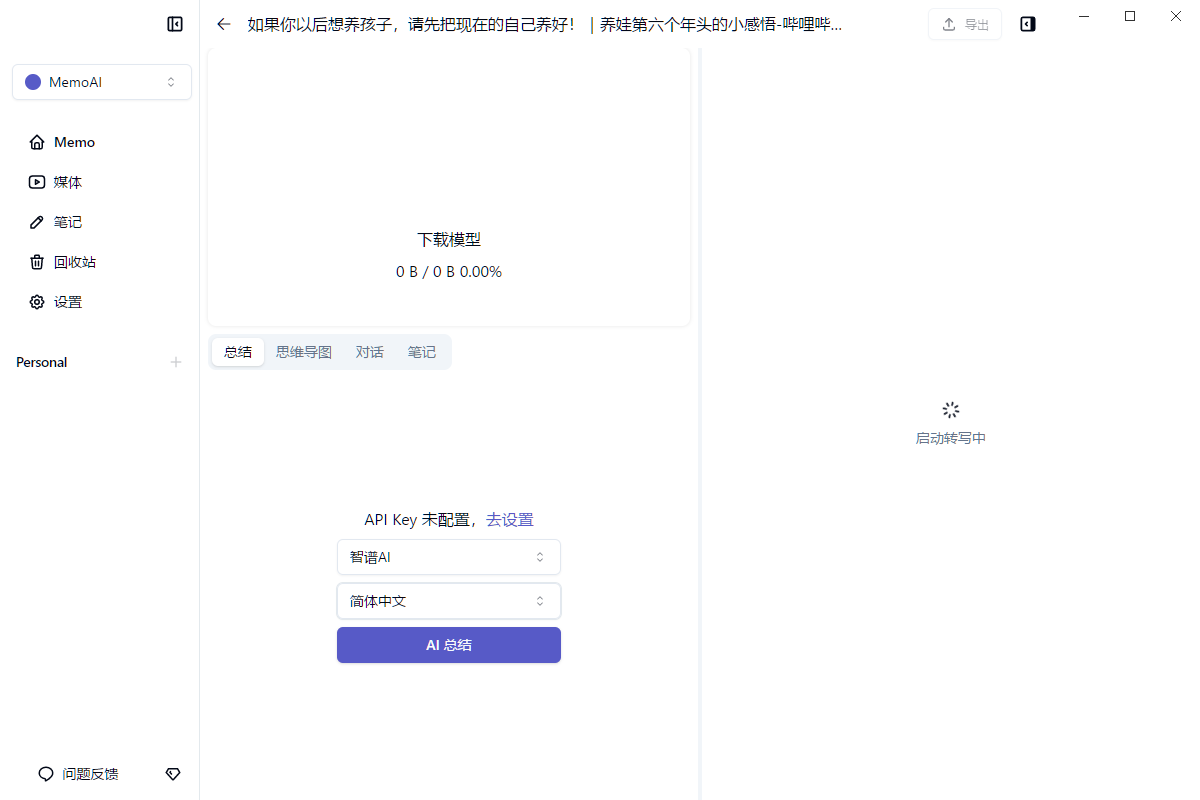 如果你以后想养孩子，请先把现在的自己养好！｜养娃第六个年头的小感悟-哔哩哔...
导出
MemoAI
Memo
媒体
笔记
回收站
设置
Personal
下载模型
0 B / 0 B 0.00%
总结 思维导图 对话 笔记
启动转写中
API Key 未配置，去设置
智谱AI
简体中文
AI 总结
问题反馈